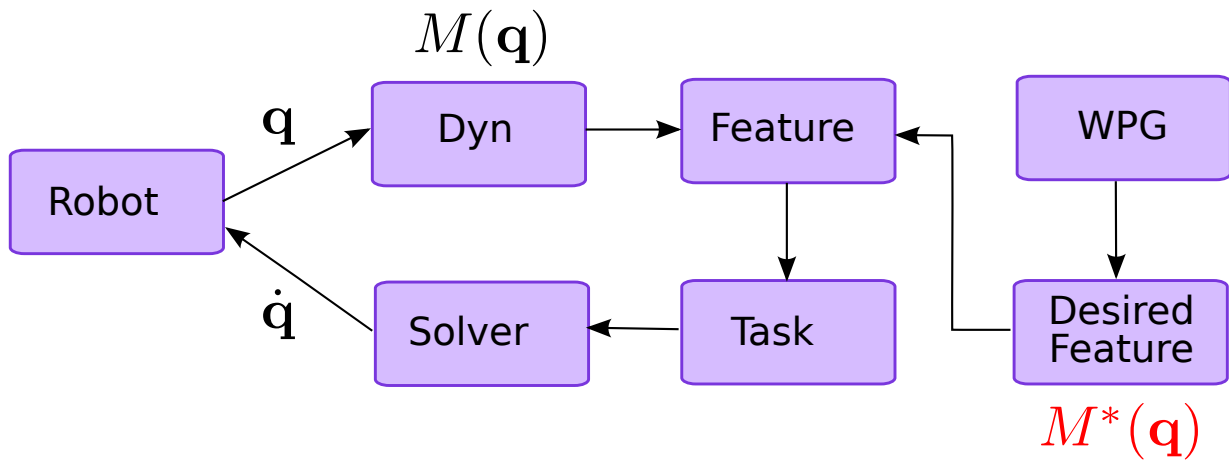 M(q)
q
Dyn
Feature
WPG
Robot
q̇
Solver
Task
Desired
Feature
M*(q)